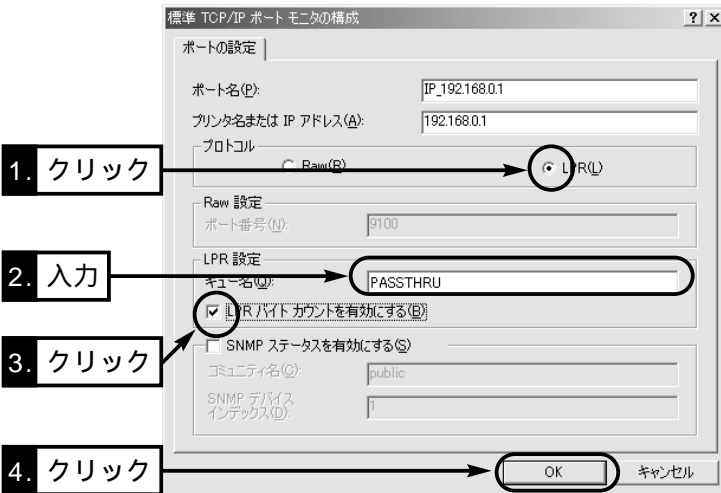 標準 TCP/IP ポート モニタの構成
ポートの設定
ポート名(P): IP_192.168.0.1
プリンタ名または IP アドレス(A): 192.168.0.1
プロトコル
1. クリック
Raw(R) LPR(L)
Raw 設定
ポート番号(N): 9100
LPR 設定
2. 入力
キュー名(Q): PASSTHRU
LPR バイト カウントを有効にする(B)
3. クリック
SNMP ステータスを有効にする(S)
コミュニティ名(C): public
SNMP デバイス
インデックス(D): 1
4. クリック
OK キャンセル